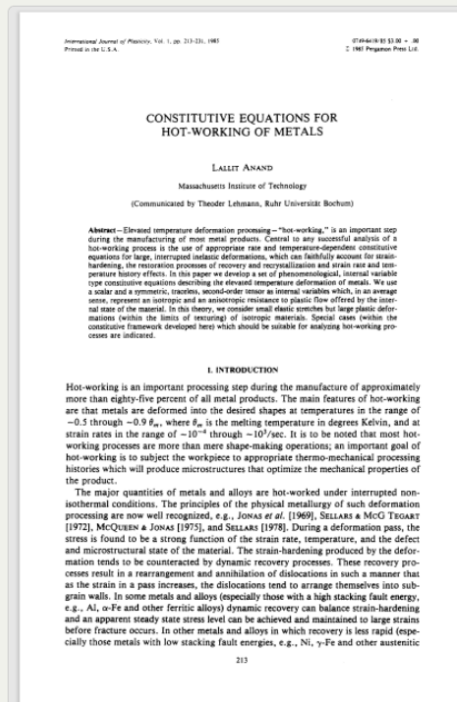 International Journal of Plasticity, Vol. 1, pp. 213-231, 1985
Printed in the U.S.A.
0749-6419/85 $3.00 + .00
© 1985 Pergamon Press Ltd.
CONSTITUTIVE EQUATIONS FOR
HOT-WORKING OF METALS
LALLIT ANAND
Massachusetts Institute of Technology
(Communicated by Theoder Lehmann, Ruhr Universität Bochum)
Abstract—Elevated temperature deformation processing—"hot-working," is an important step
during the manufacturing of most metal products. Central to any successful analysis of a
hot-working process is the use of appropriate rate and temperature-dependent constitutive
equations for large, interrupted inelastic deformations, which can faithfully account for strain-
hardening, the restoration processes of recovery and recrystallization and strain rate and tem-
perature history effects. In this paper we develop a set of phenomenological, internal variable
type constitutive equations describing the elevated temperature deformation of metals. We use
a scalar and a symmetric, traceless, second-order tensor as internal variables which, in an average
sense, represent an isotropic and an anisotropic resistance to plastic flow offered by the inter-
nal state of the material. In this theory, we consider small elastic stretches but large plastic defor-
mations (within the limits of texturing) of isotropic materials. Special cases (within the
constitutive framework developed here) which should be suitable for analyzing hot-working pro-
cesses are indicated.
I. INTRODUCTION
Hot-working is an important processing step during the manufacture of approximately
more than eighty-five percent of all metal products. The main features of hot-working
are that metals are deformed into the desired shapes at temperatures in the range of
~0.5 through ~0.9 θm, where θm is the melting temperature in degrees Kelvin, and at
strain rates in the range of ~10⁻⁴ through ~10³/sec. It is to be noted that most hot-
working processes are more than mere shape-making operations; an important goal of
hot-working is to subject the workpiece to appropriate thermo-mechanical processing
histories which will produce microstructures that optimize the mechanical properties of
the product.
The major quantities of metals and alloys are hot-worked under interrupted non-
isothermal conditions. The principles of the physical metallurgy of such deformation
processing are now well recognized, e.g., JONAS et al. [1969], SELLARS & MCG TEGART
[1972], MCQUEEN & JONAS [1975], and SELLARS [1978]. During a deformation pass, the
stress is found to be a strong function of the strain rate, temperature, and the defect
and microstructural state of the material. The strain-hardening produced by the defor-
mation tends to be counteracted by dynamic recovery processes. These recovery pro-
cesses result in a rearrangement and annihilation of dislocations in such a manner that
as the strain in a pass increases, the dislocations tend to arrange themselves into sub-
grain walls. In some metals and alloys (especially those with a high stacking fault energy,
e.g., Al, α-Fe and other ferritic alloys) dynamic recovery can balance strain-hardening
and an apparent steady state stress level can be achieved and maintained to large strains
before fracture occurs. In other metals and alloys in which recovery is less rapid (espe-
cially those metals with low stacking fault energies, e.g., Ni, γ-Fe and other austenitic
213